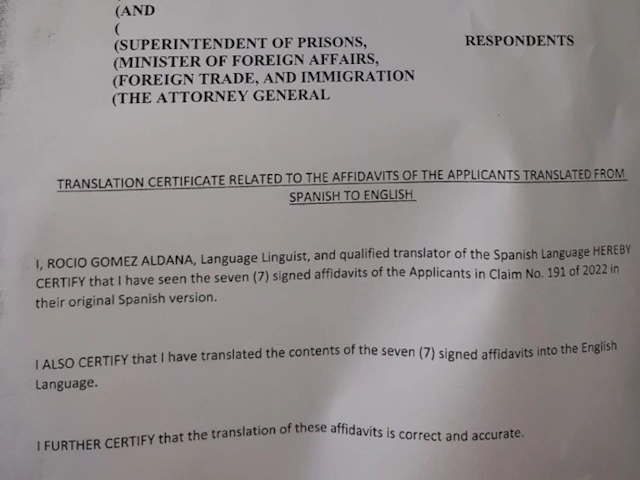 (AND
(
(SUPERINTENDENT OF PRISONS, RESPONDENTS
(MINISTER OF FOREIGN AFFAIRS,
(FOREIGN TRADE, AND IMMIGRATION
(THE ATTORNEY GENERAL
TRANSLATION CERTIFICATE RELATED TO THE AFFIDAVITS OF THE APPLICANTS TRANSLATED FROM
SPANISH TO ENGLISH
I, ROCIO GOMEZ ALDANA, Language Linguist, and qualified translator of the Spanish Language HEREBY
CERTIFY that I have seen the seven (7) signed affidavits of the Applicants in Claim No. 191 of 2022 in
their original Spanish version.
I ALSO CERTIFY that I have translated the contents of the seven (7) signed affidavits into the English
Language.
I FURTHER CERTIFY that the translation of these affidavits is correct and accurate.